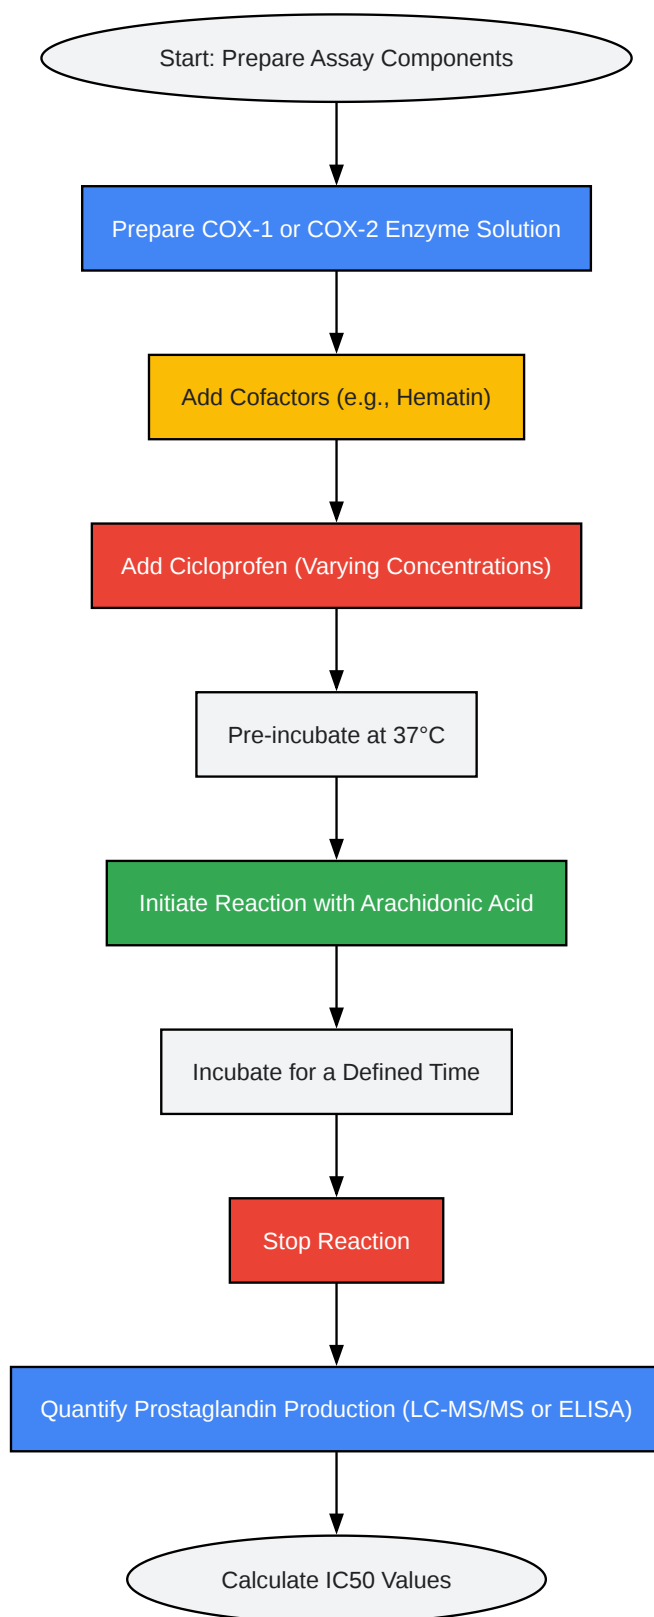 Start: Prepare Assay Components
Prepare COX-1 or COX-2 Enzyme Solution
Add Cofactors (e.g., Hematin)
Add Cicloprofen (Varying Concentrations)
Pre-incubate at 37°C
Initiate Reaction with Arachidonic Acid
Incubate for a Defined Time
Stop Reaction
Quantify Prostaglandin Production (LC-MS/MS or ELISA)
Calculate IC50 Values